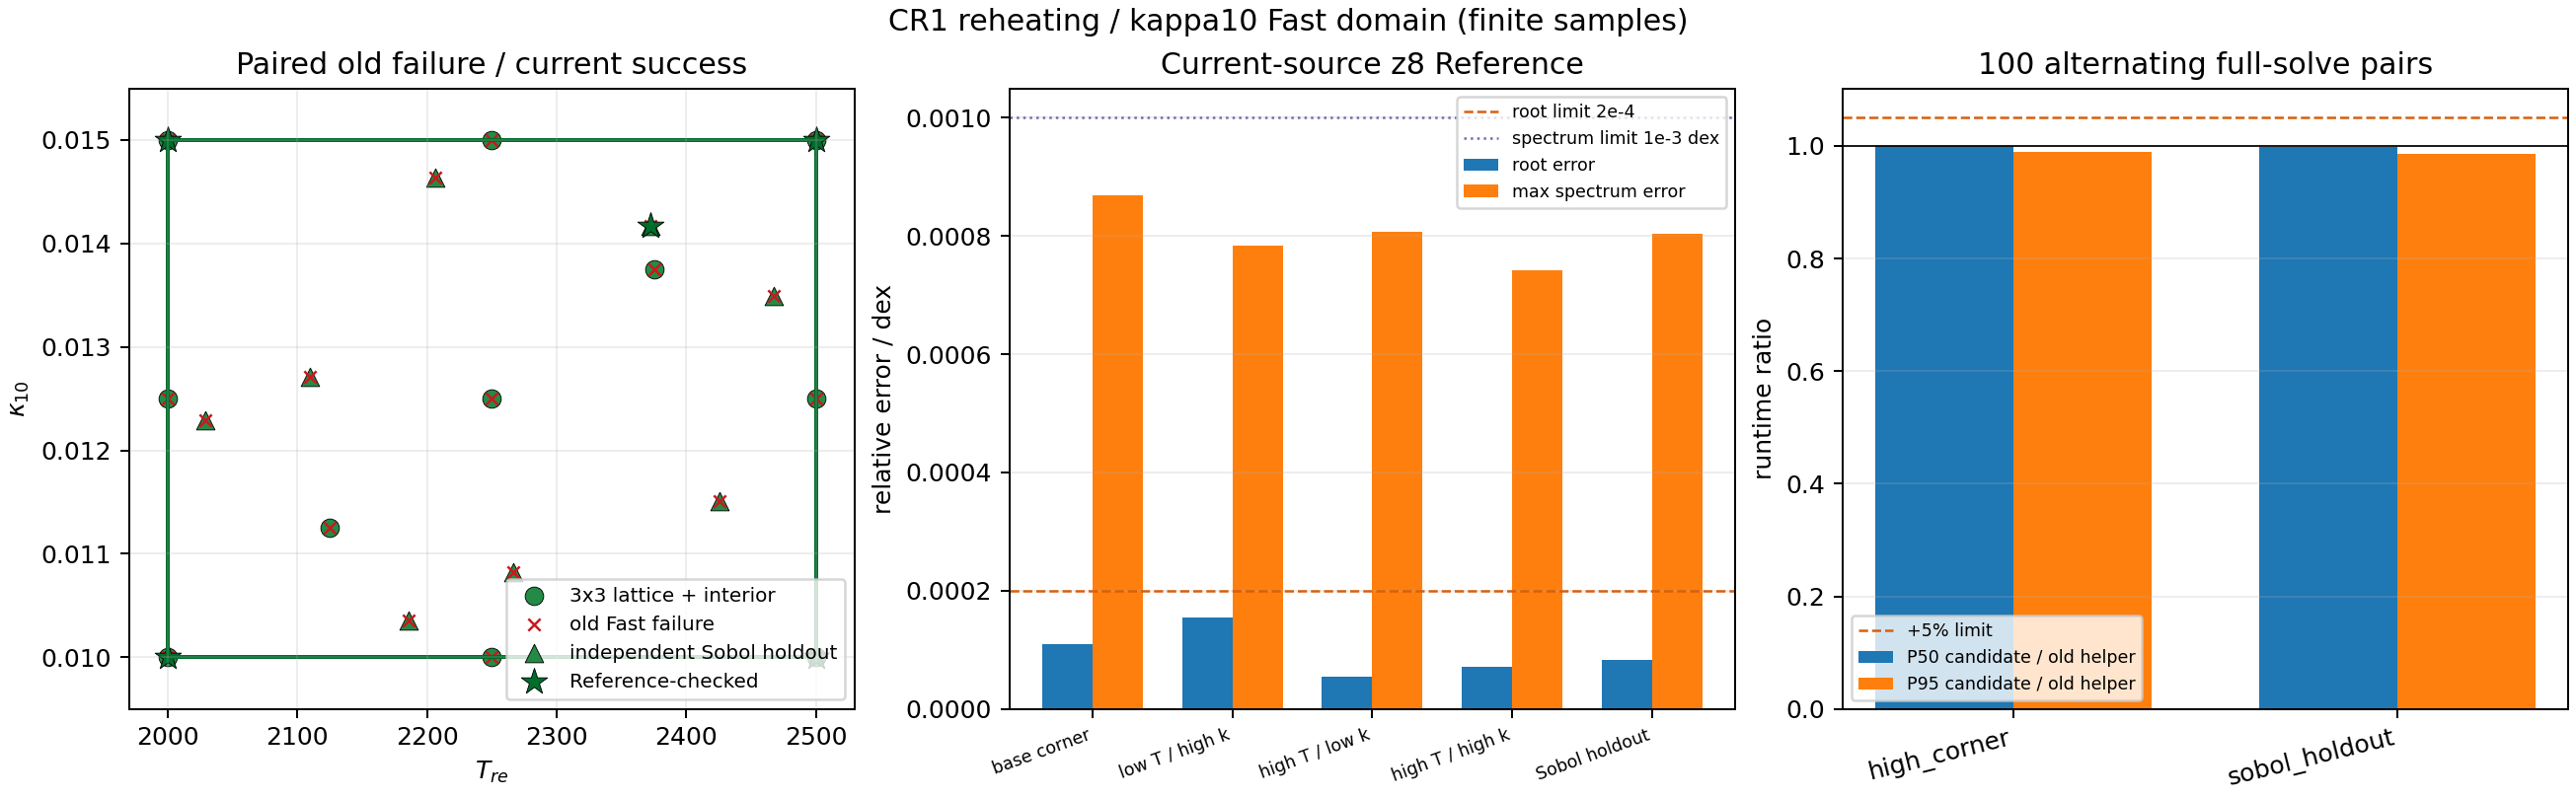 CR1 reheating / kappa10 Fast domain (finite samples)
Paired old failure / current success
0.015
0.014
0.013
0.012
0.011
0.010
κ10
2000 2100 2200 2300 2400 2500
Tre
3x3 lattice + interior
old Fast failure
independent Sobol holdout
Reference-checked
Current-source z8 Reference
0.0010
0.0008
0.0006
0.0004
0.0002
0.0000
relative error / dex
root limit 2e-4
spectrum limit 1e-3 dex
root error
max spectrum error
base corner
low T / high k
high T / low k
high T / high k
Sobol holdout
100 alternating full-solve pairs
1.0
0.8
0.6
0.4
0.2
0.0
runtime ratio
+5% limit
P50 candidate / old helper
P95 candidate / old helper
high_corner
sobol_holdout